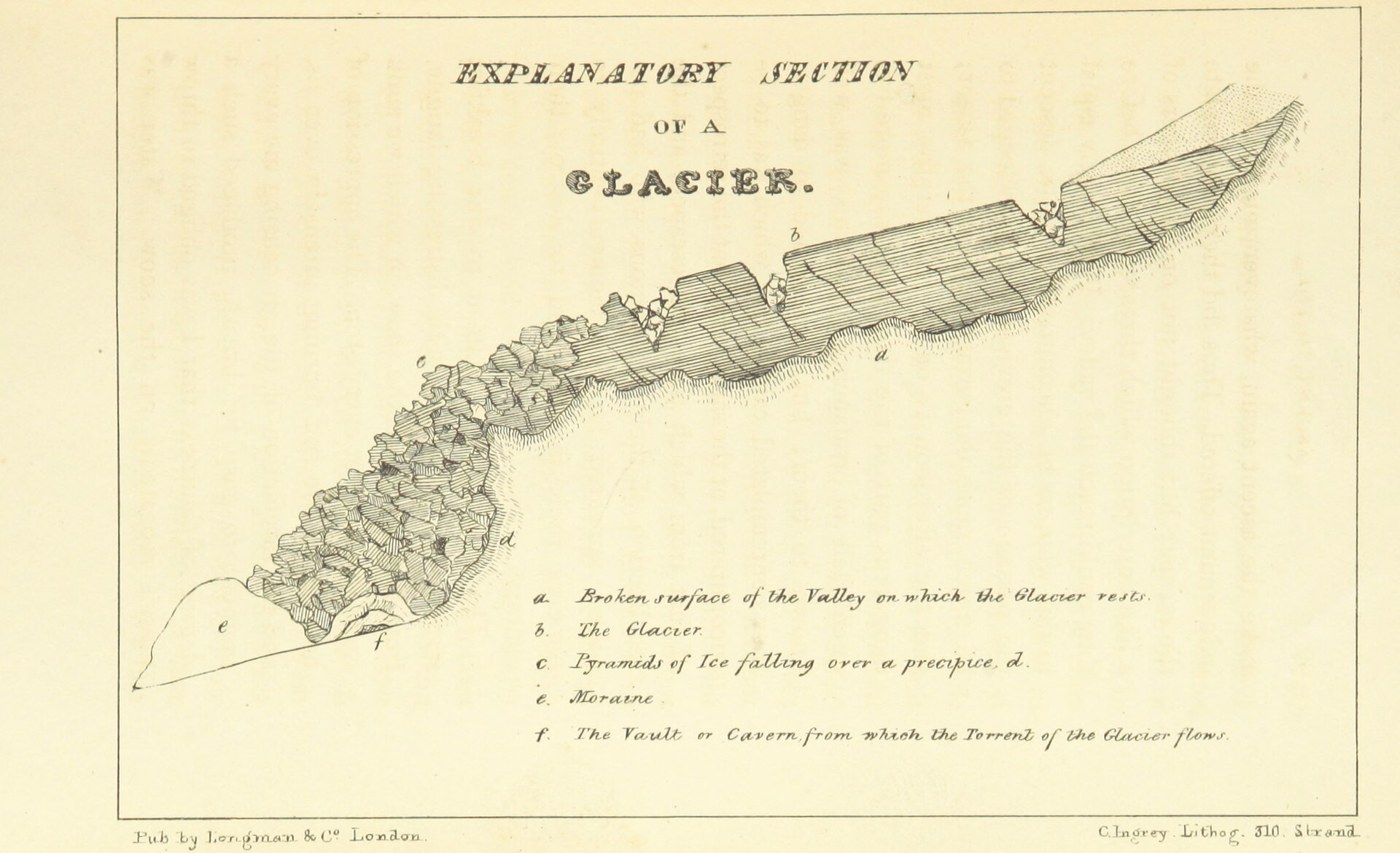 EXPLANATORY SECTION
OF A
GLACIER.
b
a
c
d
e
f
a. Broken surface of the Valley on which the Glacier rests.
b. The Glacier.
c. Pyramids of Ice falling over a precipice, d.
e. Moraine.
f. The Vault or Cavern, from which the Torrent of the Glacier flows.
Pub by Longman & Co. London.
C. Ingrey Lithog. 310. Strand